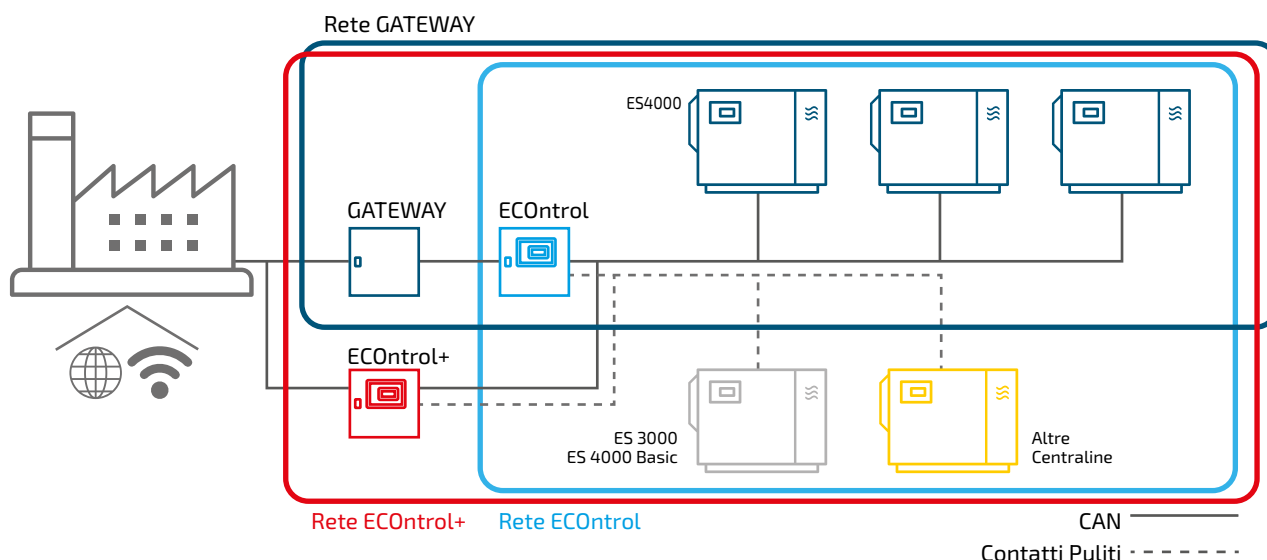 Rete GATEWAY
ES4000
GATEWAY
ECOntrol
ECOntrol+
ES 3000
ES 4000 Basic
Altre
Centraline
Rete ECOntrol+
Rete ECOntrol
CAN
Contatti Puliti